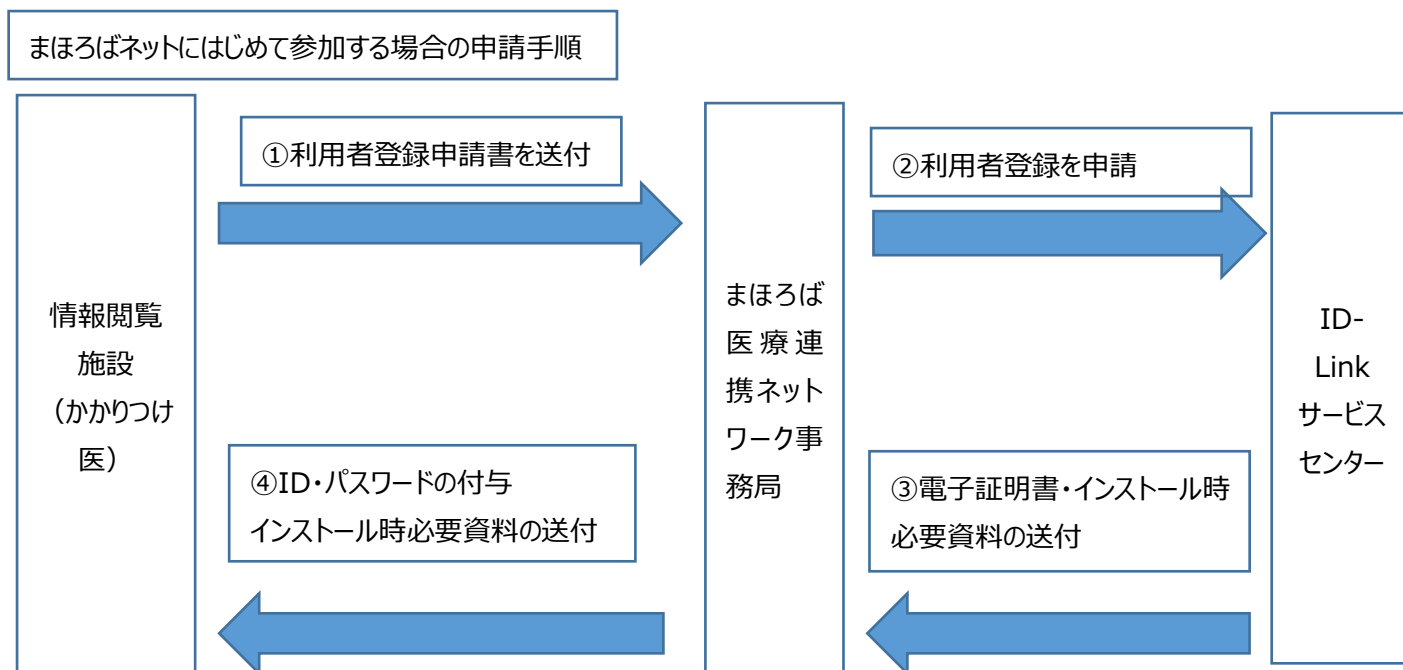 まほろばネットにはじめて参加する場合の申請手順
①利用者登録申請書を送付
②利用者登録を申請
情報閲覧
施設
（かかりつけ
医）
まほろば
医療連
携ネット
ワーク事
務局
ID-
Link
サービス
センター
④ID・パスワードの付与
インストール時必要資料の送付
③電子証明書・インストール時
必要資料の送付